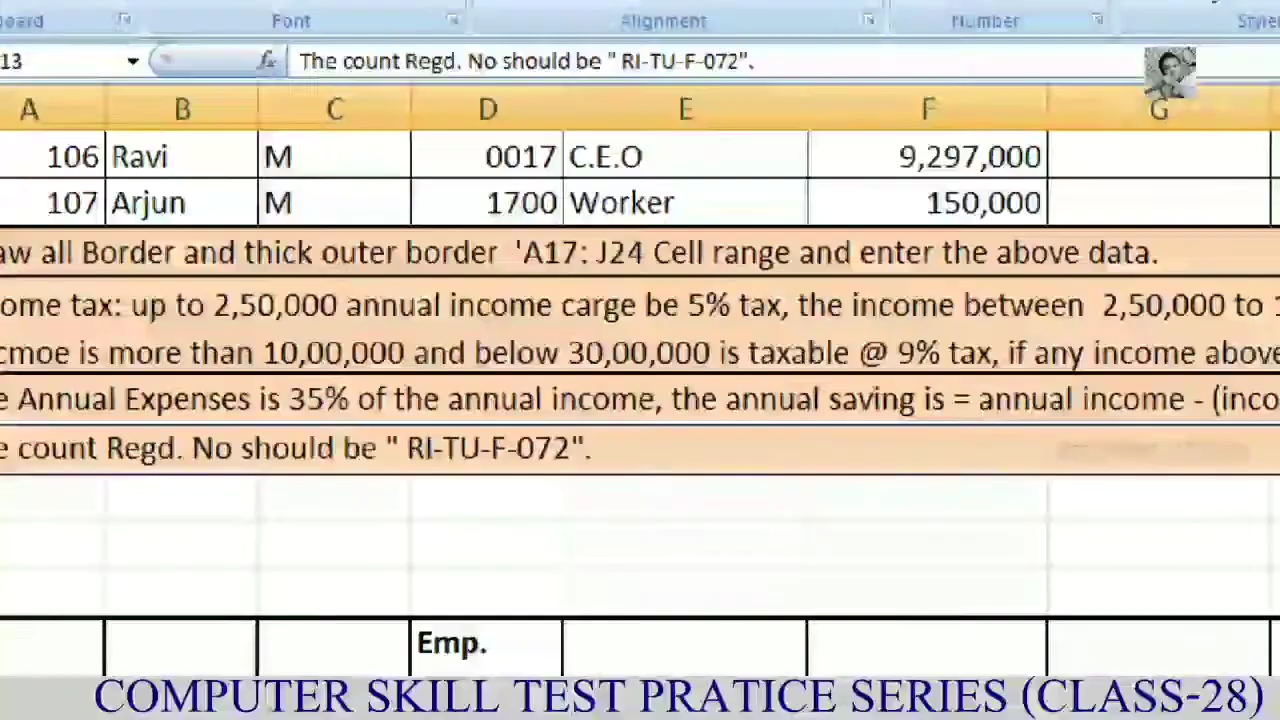 oard Font Alignment Number Style
13 fx The count Regd. No should be " RI-TU-F-072".
A B C D E F G
106 Ravi M 0017 C.E.O 9,297,000
107 Arjun M 1700 Worker 150,000
aw all Border and thick outer border 'A17: J24 Cell range and enter the above data.
ome tax: up to 2,50,000 annual income carge be 5% tax, the income between 2,50,000 to 1
cmoe is more than 10,00,000 and below 30,00,000 is taxable @ 9% tax, if any income above
e Annual Expenses is 35% of the annual income, the annual saving is = annual income - (inco
e count Regd. No should be " RI-TU-F-072".
Emp.
COMPUTER SKILL TEST PRATICE SERIES (CLASS-28)